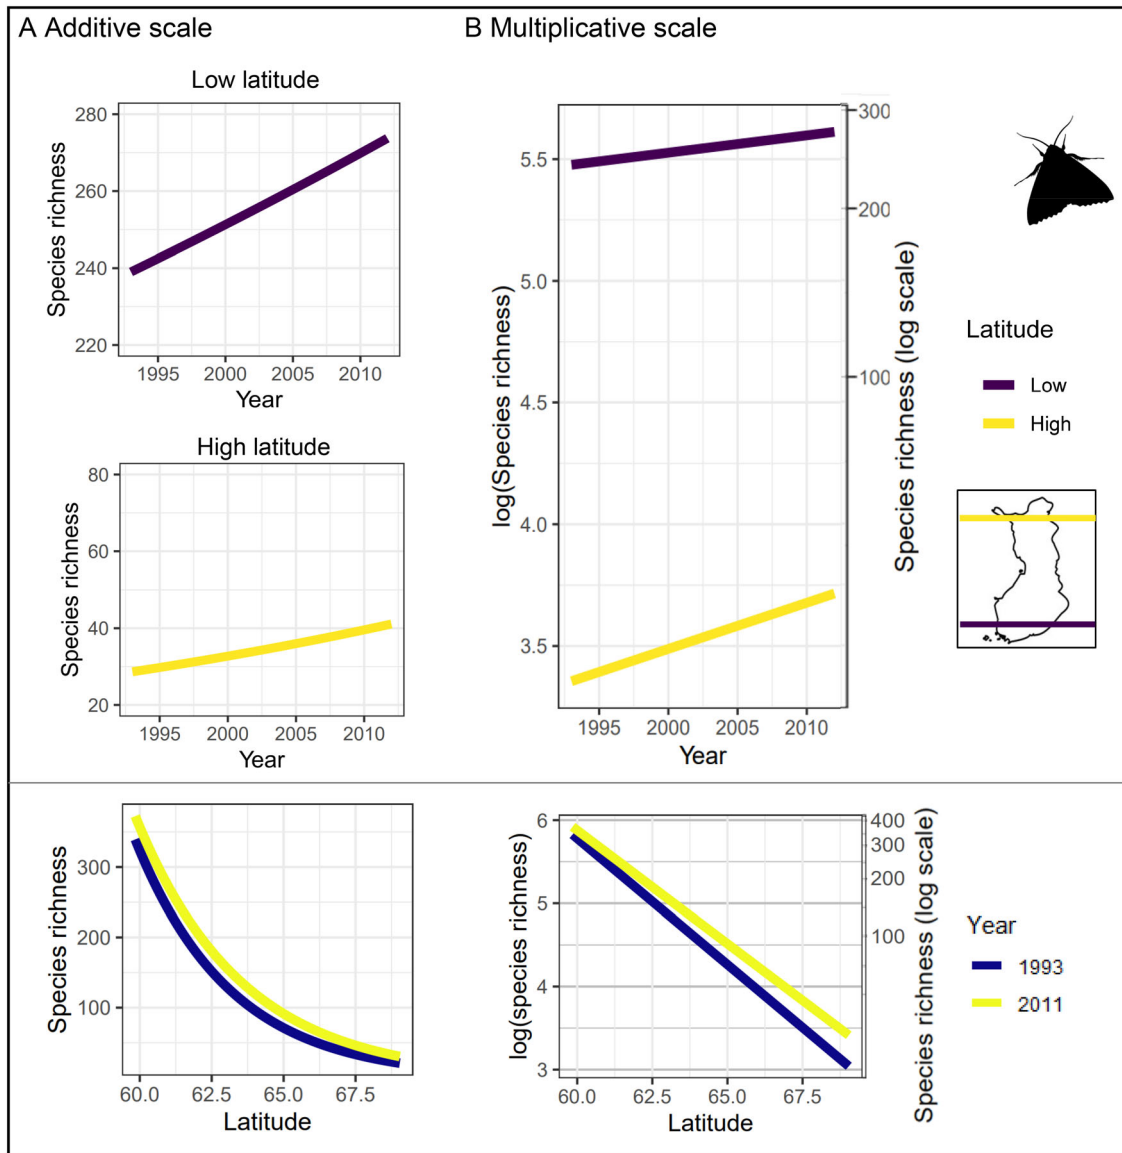 A Additive scale
B Multiplicative scale
Low latitude
280
260
240
220
Species richness
1995 2000 2005 2010
Year
High latitude
80
60
40
20
Species richness
1995 2000 2005 2010
Year
5.5
5.0
4.5
4.0
3.5
log(Species richness)
300
200
100
Species richness (log scale)
1995 2000 2005 2010
Year
Latitude
Low
High
300
200
100
Species richness
60.0 62.5 65.0 67.5
Latitude
6
5
4
3
log(species richness)
400
300
200
100
Species richness (log scale)
60.0 62.5 65.0 67.5
Latitude
Year
1993
2011